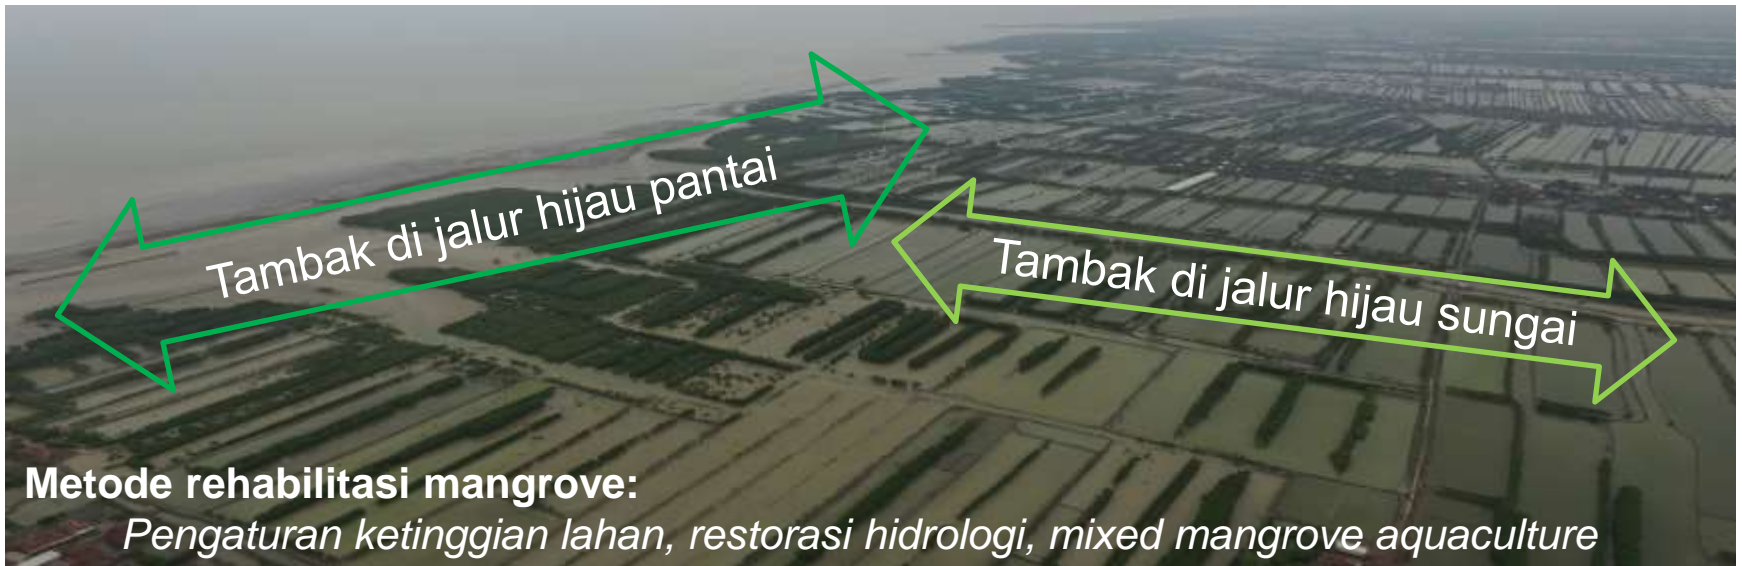 Tambak di jalur hijau pantai
Tambak di jalur hijau sungai
Metode rehabilitasi mangrove:
Pengaturan ketinggian lahan, restorasi hidrologi, mixed mangrove aquaculture